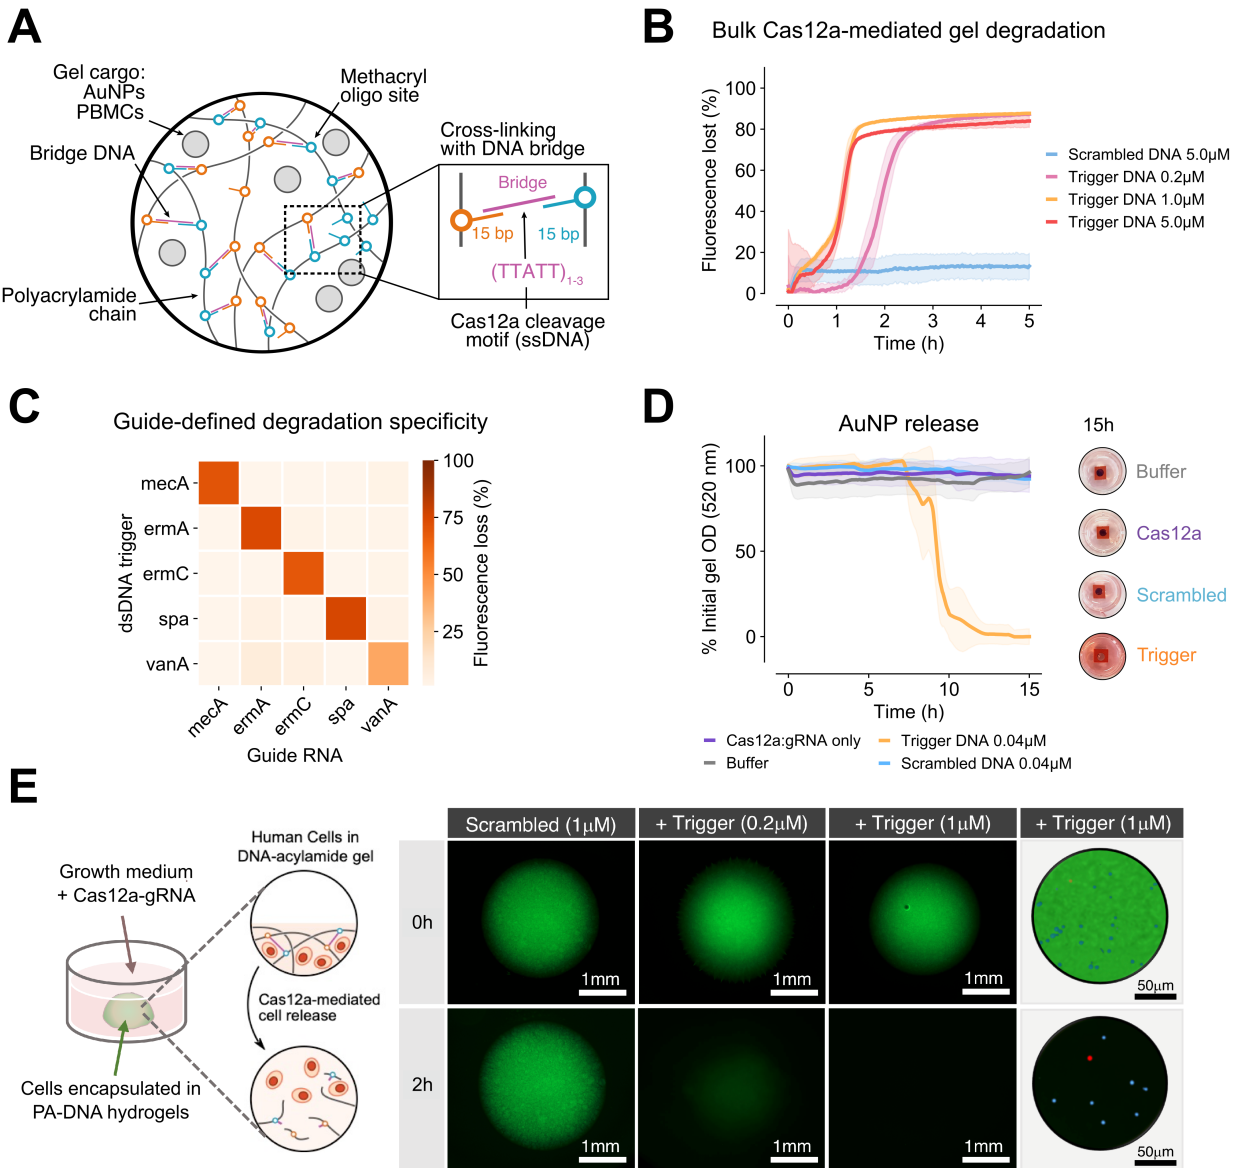 A
Gel cargo:
AuNPs
PBMCs
Methacryl
oligo site
Bridge DNA
Cross-linking
with DNA bridge
Bridge
15 bp
15 bp
(TTATT)1-3
Polyacrylamide
chain
Cas12a cleavage
motif (ssDNA)
B
Bulk Cas12a-mediated gel degradation
Fluorescence lost (%)
100
80
60
40
20
0
0 1 2 3 4 5
Time (h)
Scrambled DNA 5.0μM
Trigger DNA 0.2μM
Trigger DNA 1.0μM
Trigger DNA 5.0μM
C
Guide-defined degradation specificity
dsDNA trigger
mecA
ermA
ermC
spa
vanA
mecA ermA ermC spa vanA
Guide RNA
100
75
50
25
Fluorescence loss (%)
D
AuNP release
% Initial gel OD (520 nm)
100
50
0
0 5 10 15
Time (h)
Cas12a:gRNA only
Buffer
Trigger DNA 0.04μM
Scrambled DNA 0.04μM
15h
Buffer
Cas12a
Scrambled
Trigger
E
Growth medium
+ Cas12a-gRNA
Cells encapsulated in
PA-DNA hydrogels
Human Cells in
DNA-acylamide gel
Cas12a-mediated
cell release
Scrambled (1μM)
+ Trigger (0.2μM)
+ Trigger (1μM)
+ Trigger (1μM)
0h
1mm
1mm
1mm
50μm
2h
1mm
1mm
1mm
50μm